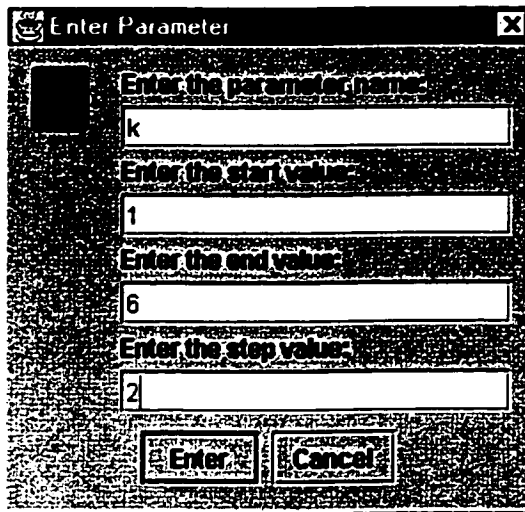 Enter Parameter
Enter the parameter name:
k
Enter the start value:
1
Enter the end value:
6
Enter the step value:
2
Enter
Cancel